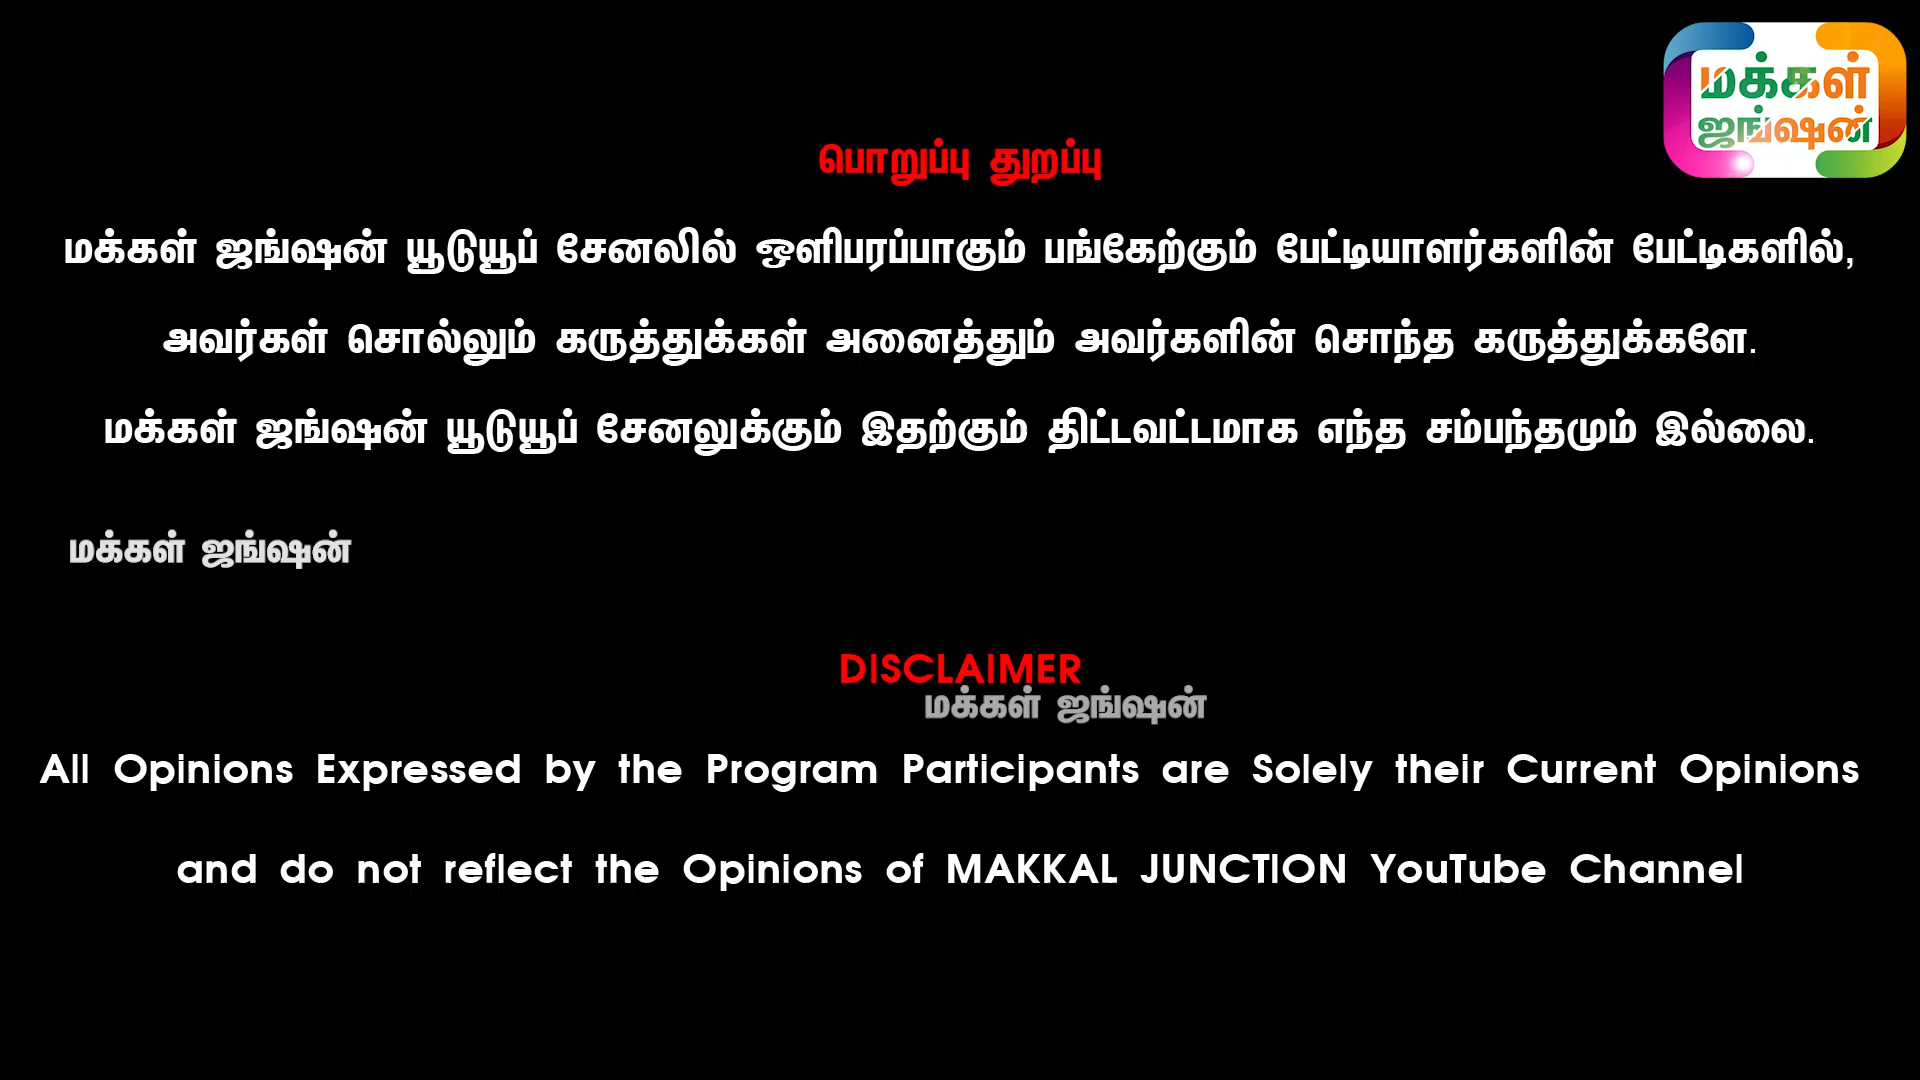 மக்கள்
ஜங்ஷன்
பொறுப்பு துறப்பு
மக்கள் ஜங்ஷன் யூடுயூப் சேனலில் ஒளிபரப்பாகும் பங்கேற்கும் பேட்டியாளர்களின் பேட்டிகளில்,
அவர்கள் சொல்லும் கருத்துக்கள் அனைத்தும் அவர்களின் சொந்த கருத்துக்களே.
மக்கள் ஜங்ஷன் யூடுயூப் சேனலுக்கும் இதற்கும் திட்டவட்டமாக எந்த சம்பந்தமும் இல்லை.
மக்கள் ஜங்ஷன்
DISCLAIMER
மக்கள் ஜங்ஷன்
All Opinions Expressed by the Program Participants are Solely their Current Opinions
and do not reflect the Opinions of MAKKAL JUNCTION YouTube Channel